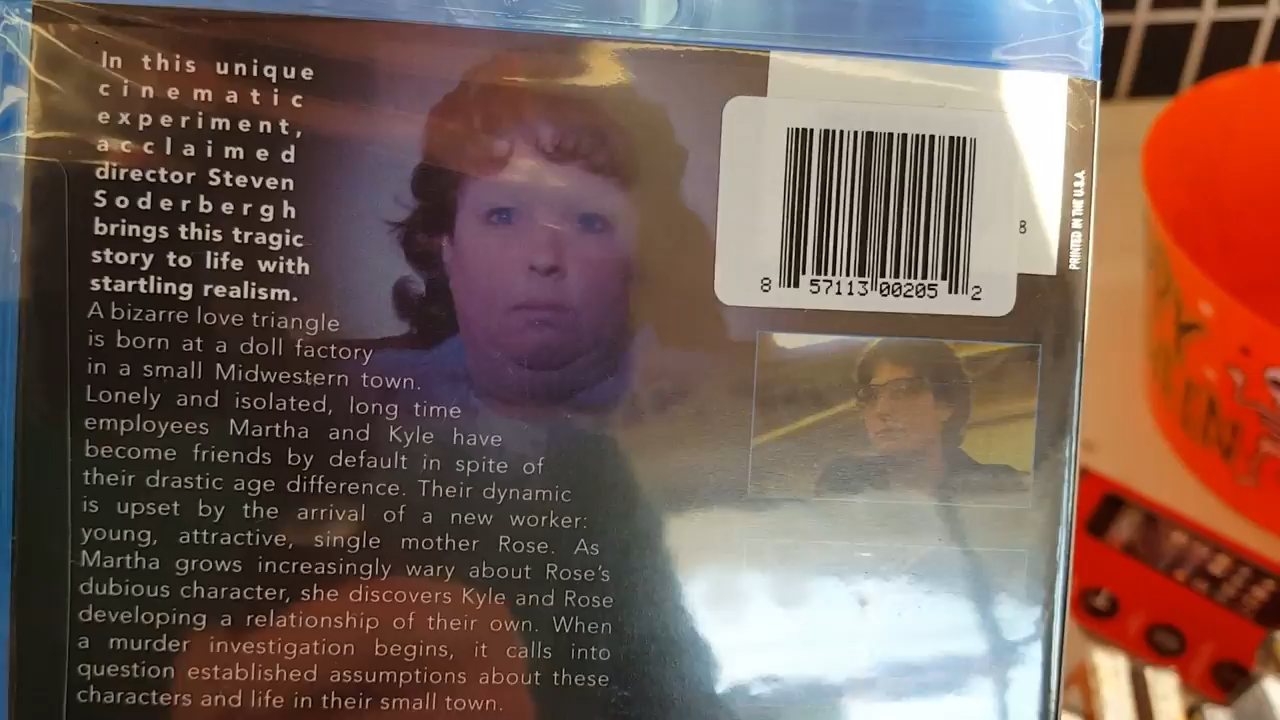 In this unique
cinematic
experiment,
acclaimed
director Steven
Soderbergh
brings this tragic
story to life with
startling realism.
A bizarre love triangle
is born at a doll factory
in a small Midwestern town.
Lonely and isolated, long time
employees Martha and Kyle have
become friends by default in spite of
their drastic age difference. Their dynamic
is upset by the arrival of a new worker:
young, attractive, single mother Rose. As
Martha grows increasingly wary about Rose's
dubious character, she discovers Kyle and Rose
developing a relationship of their own. When
a murder investigation begins, it calls into
question established assumptions about these
characters and life in their small town.
8 57113 00205 2
8
PRINTED IN THE U.S.A.